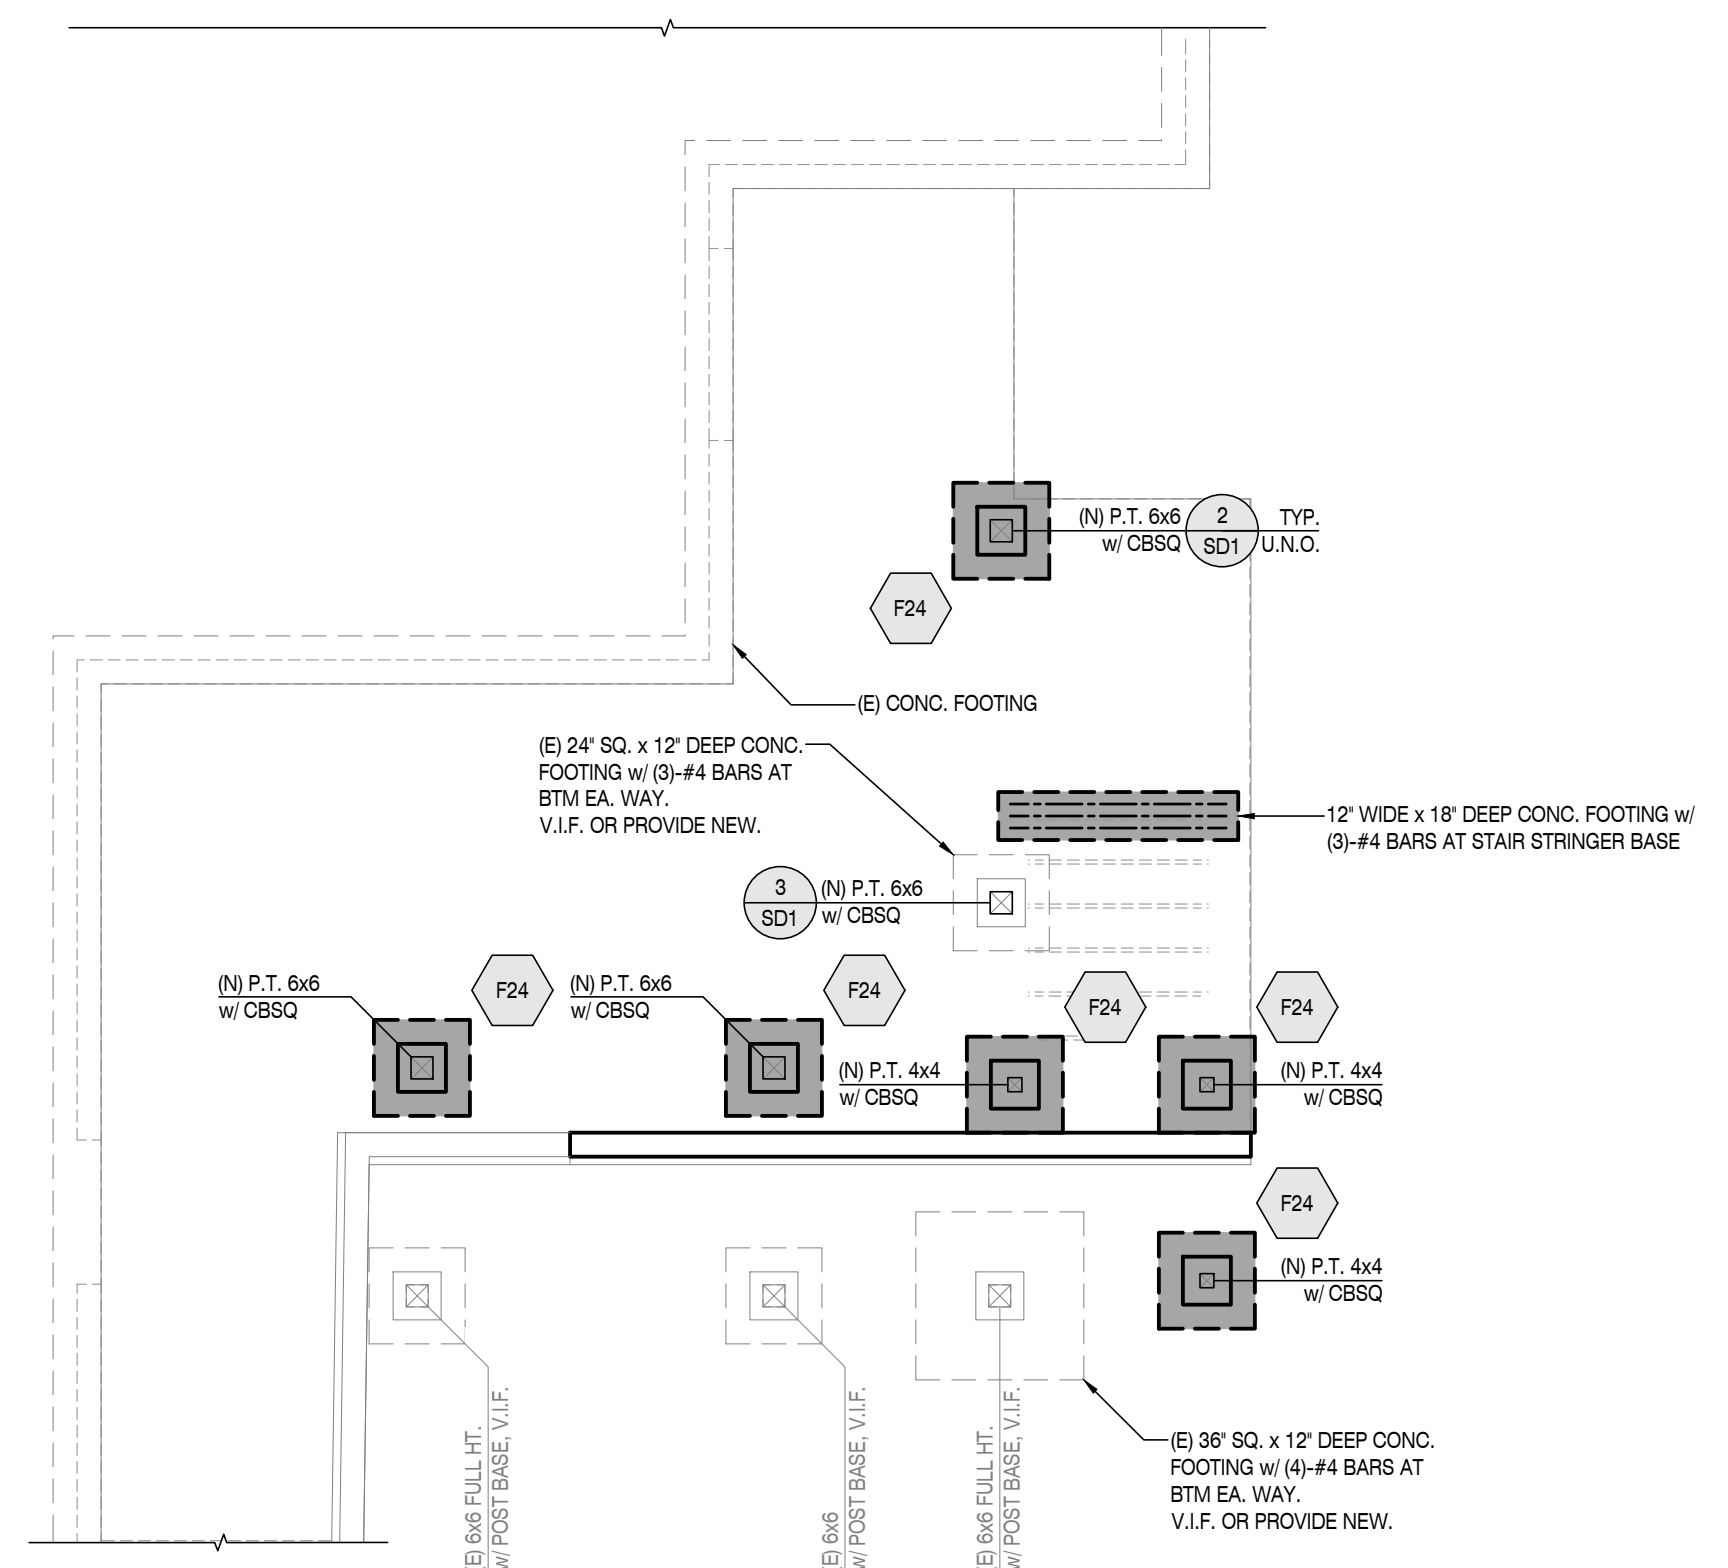 (N) P.T. 6x6
w/ CBSQ
2
SD1
TYP.
U.N.O.
F24
(E) CONC. FOOTING
(E) 24" SQ. x 12" DEEP CONC.
FOOTING w/ (3)-#4 BARS AT
BTM EA. WAY.
V.I.F. OR PROVIDE NEW.
12" WIDE x 18" DEEP CONC. FOOTING w/
(3)-#4 BARS AT STAIR STRINGER BASE
3
SD1
(N) P.T. 6x6
w/ CBSQ
(N) P.T. 6x6
w/ CBSQ
F24
(N) P.T. 6x6
w/ CBSQ
F24
F24
F24
(N) P.T. 4x4
w/ CBSQ
(N) P.T. 4x4
w/ CBSQ
F24
(N) P.T. 4x4
w/ CBSQ
(E) 6x6 FULL HT.
w/ POST BASE, V.I.F.
(E) 6x6
w/ POST BASE, V.I.F.
(E) 6x6 FULL HT.
w/ POST BASE, V.I.F.
(E) 36" SQ. x 12" DEEP CONC.
FOOTING w/ (4)-#4 BARS AT
BTM EA. WAY.
V.I.F. OR PROVIDE NEW.